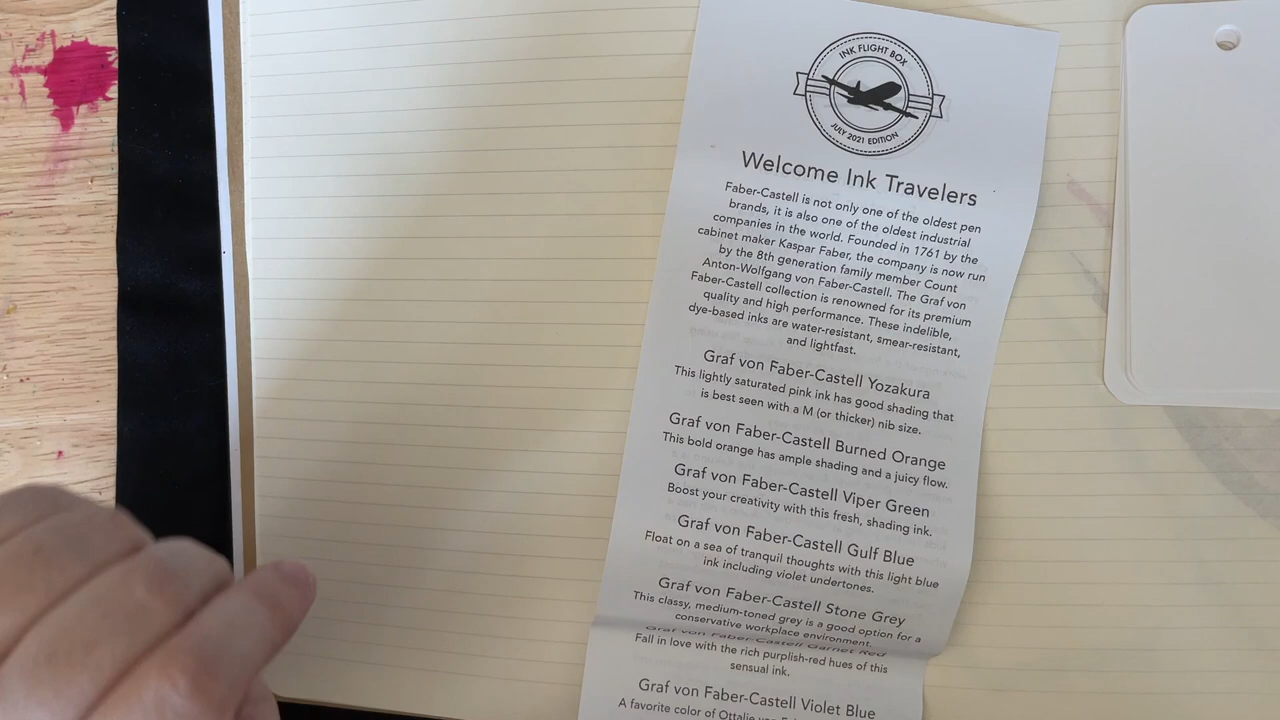 INK FLIGHT BOX
JULY 2021 EDITION
Welcome Ink Travelers
Faber-Castell is not only one of the oldest pen
brands, it is also one of the oldest industrial
companies in the world. Founded in 1761 by the
cabinet maker Kaspar Faber, the company is now run
by the 8th generation family member Count
Anton-Wolfgang von Faber-Castell. The Graf von
Faber-Castell collection is renowned for its premium
quality and high performance. These indelible,
dye-based inks are water-resistant, smear-resistant,
and lightfast.
Graf von Faber-Castell Yozakura
This lightly saturated pink ink has good shading that
is best seen with a M (or thicker) nib size.
Graf von Faber-Castell Burned Orange
This bold orange has ample shading and a juicy flow.
Graf von Faber-Castell Viper Green
Boost your creativity with this fresh, shading ink.
Graf von Faber-Castell Gulf Blue
Float on a sea of tranquil thoughts with this light blue
ink including violet undertones.
Graf von Faber-Castell Stone Grey
This classy, medium-toned grey is a good option for a
conservative workplace environment.
Graf von Faber-Castell Garnet Red
Fall in love with the rich purplish-red hues of this
sensual ink.
Graf von Faber-Castell Violet Blue
A favorite color of Ottalie von